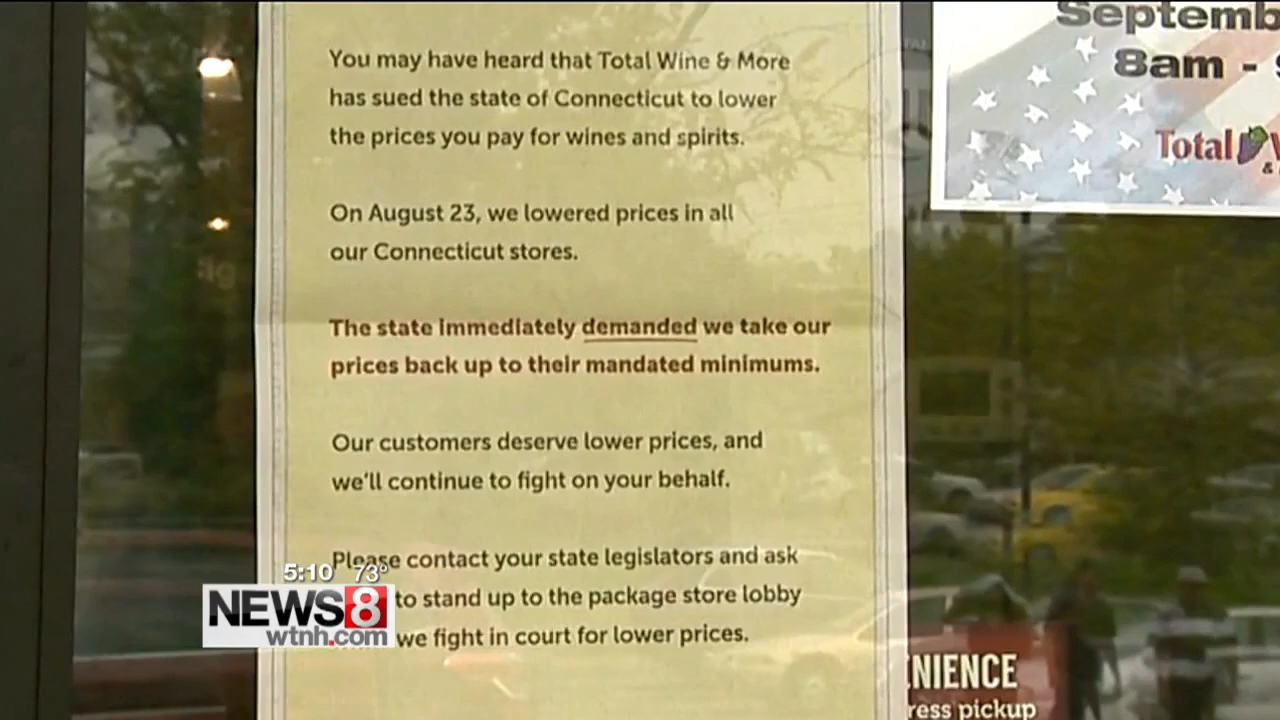 You may have heard that Total Wine & More
has sued the state of Connecticut to lower
the prices you pay for wines and spirits.
On August 23, we lowered prices in all
our Connecticut stores.
The state immediately demanded we take our
prices back up to their mandated minimums.
Our customers deserve lower prices, and
we'll continue to fight on your behalf.
Please contact your state legislators and ask
to stand up to the package store lobby
we fight in court for lower prices.
Septemb
8am -
Total
&
ENIENCE
ress pickup
5:10 73°
NEWS 8
wtnh.com